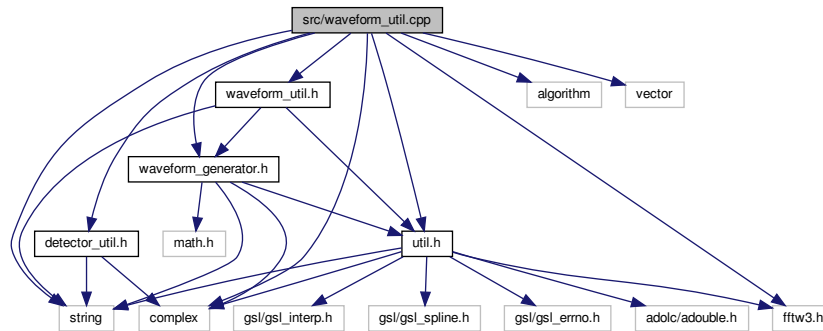 src/waveform_util.cpp
waveform_util.h
algorithm
vector
waveform_generator.h
detector_util.h
math.h
util.h
string
complex
gsl/gsl_interp.h
gsl/gsl_spline.h
gsl/gsl_errno.h
adolc/adouble.h
fftw3.h